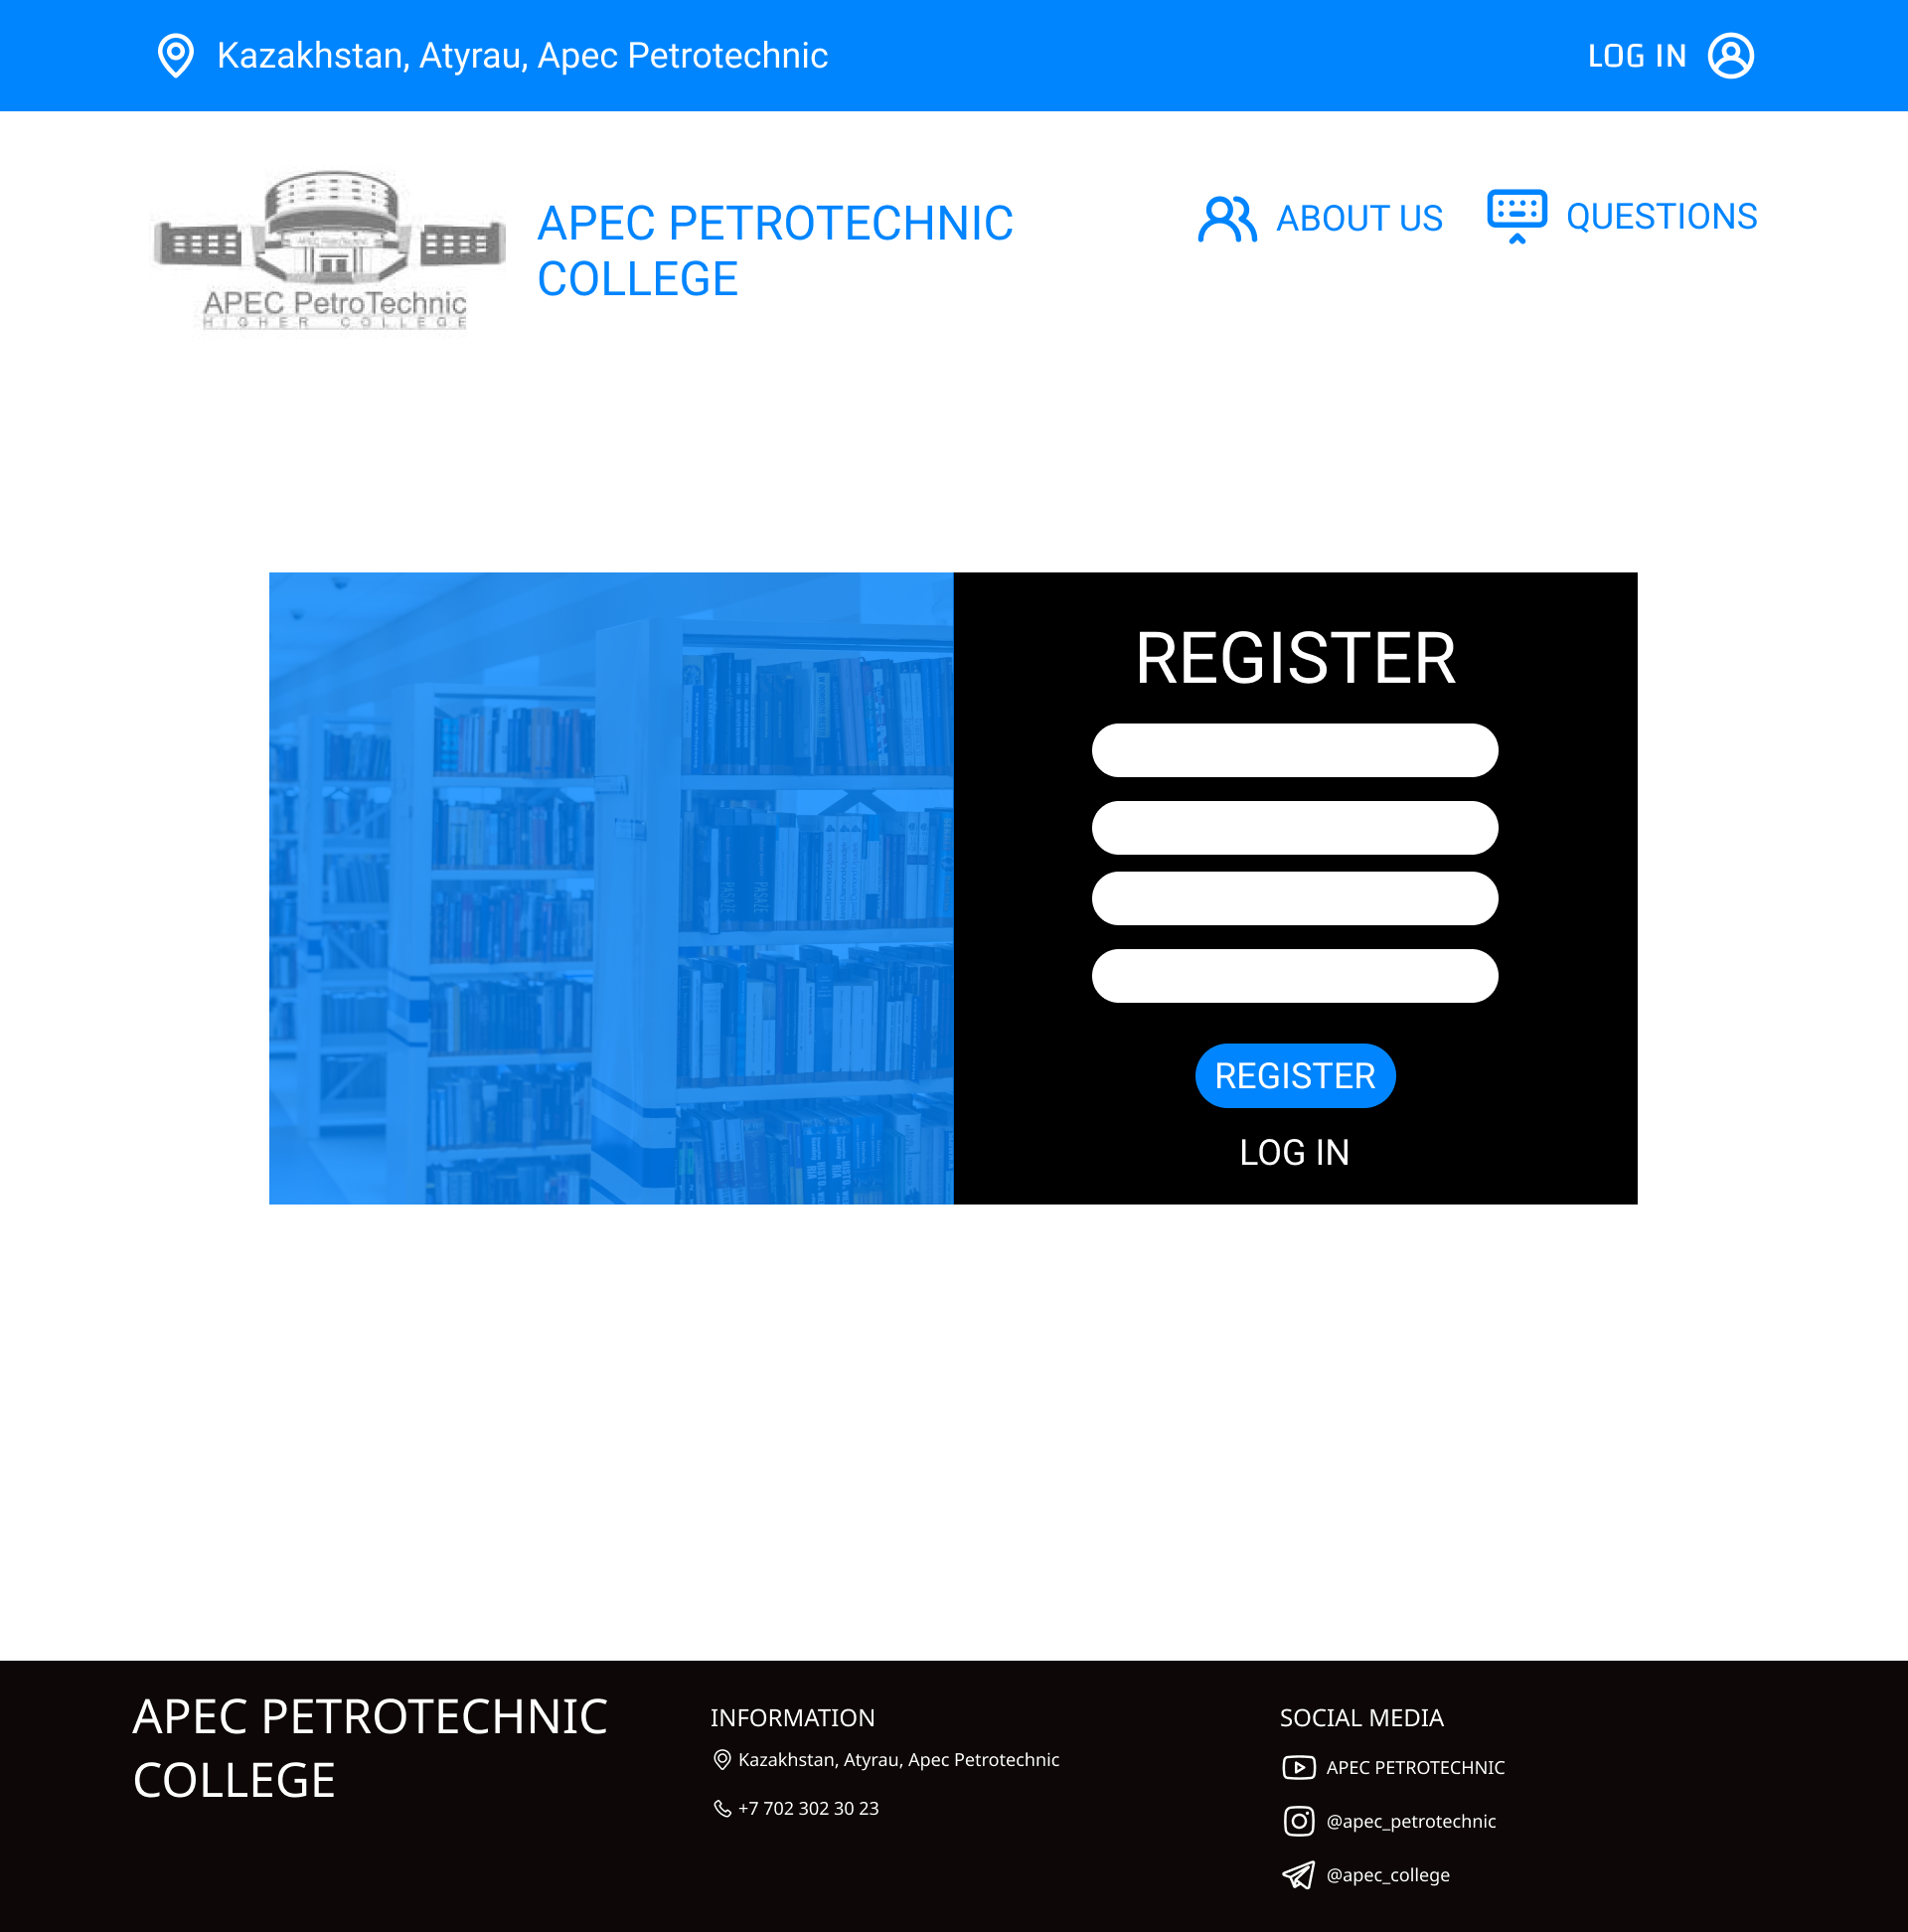 Kazakhstan, Atyrau, Apec Petrotechnic
LOG IN
APEC PetroTechnic
HIGHER COLLEGE
APEC PETROTECHNIC
COLLEGE
ABOUT US
QUESTIONS
PASAZE
PASAZE
REGISTER
REGISTER
LOG IN
APEC PETROTECHNIC
COLLEGE
INFORMATION
Kazakhstan, Atyrau, Apec Petrotechnic
+7 702 302 30 23
SOCIAL MEDIA
APEC PETROTECHNIC
@apec_petrotechnic
@apec_college